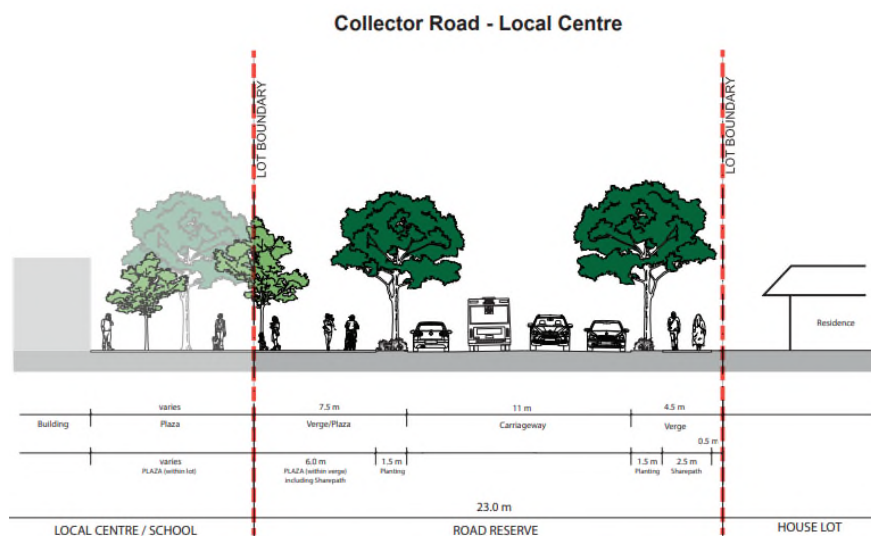 Collector Road - Local Centre
LOT BOUNDARY
LOT BOUNDARY
Residence
varies
7.5 m
11 m
4.5 m
Building
Plaza
Verge/Plaza
Carriageway
Verge
0.5 m
varies
6.0 m
1.5 m
1.5 m
2.5 m
PLAZA (within lot)
PLAZA (within verge)
including Sharepath
Planting
Planting
Sharepath
23.0 m
LOCAL CENTRE / SCHOOL
ROAD RESERVE
HOUSE LOT